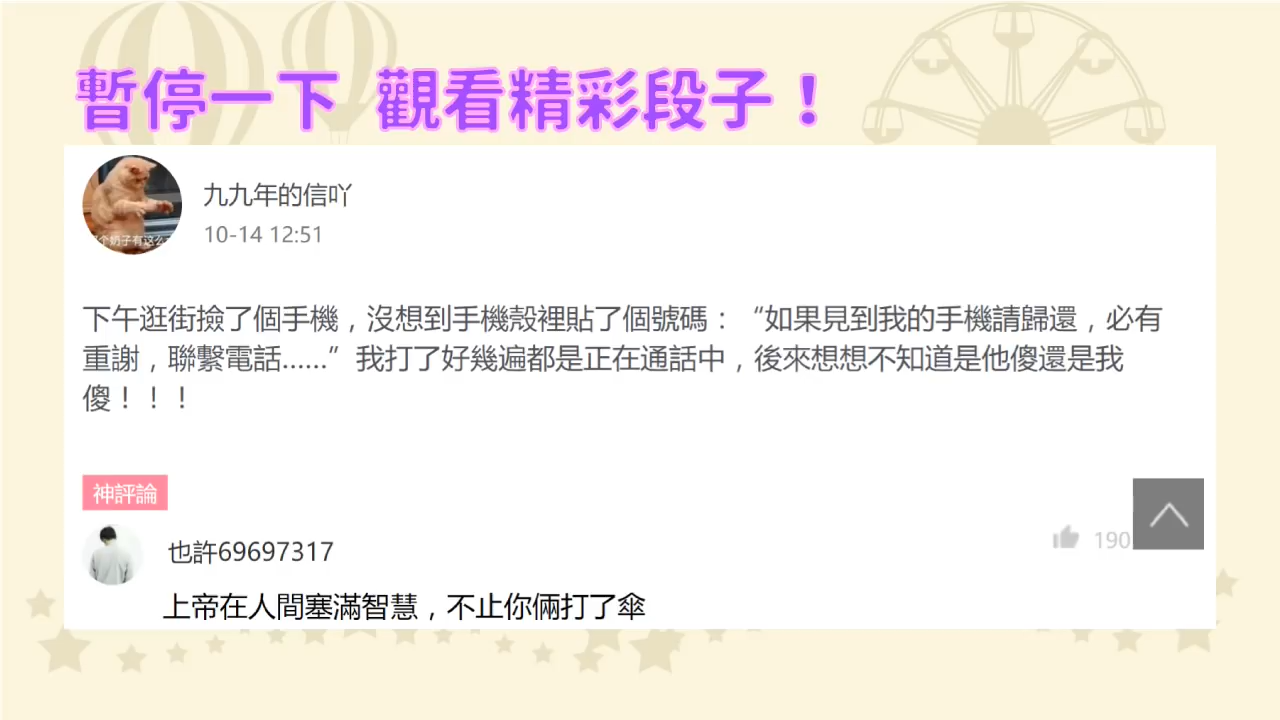 暫停一下 觀看精彩段子！
九九年的信吖
10-14 12:51
下午逛街撿了個手機，沒想到手機殼裡貼了個號碼：“如果見到我的手機請歸還，必有
重謝，聯繫電話......”我打了好幾遍都是正在通話中，後來想想不知道是他傻還是我
傻！！！
神評論
也許69697317
190
上帝在人間塞滿智慧，不止你倆打了傘